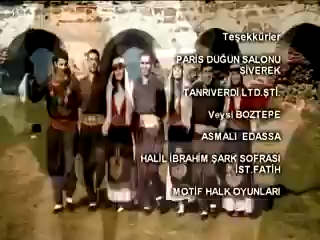 Teşekkürler
PARİS DÜĞÜN SALONU
SİVEREK
TANRIVERDİ LTD.ŞTİ.
Veysi BOZTEPE
ASMALI EDASSA
HALİL İBRAHİM ŞARK SOFRASI
İST.FATİH
MOTİF HALK OYUNLARI